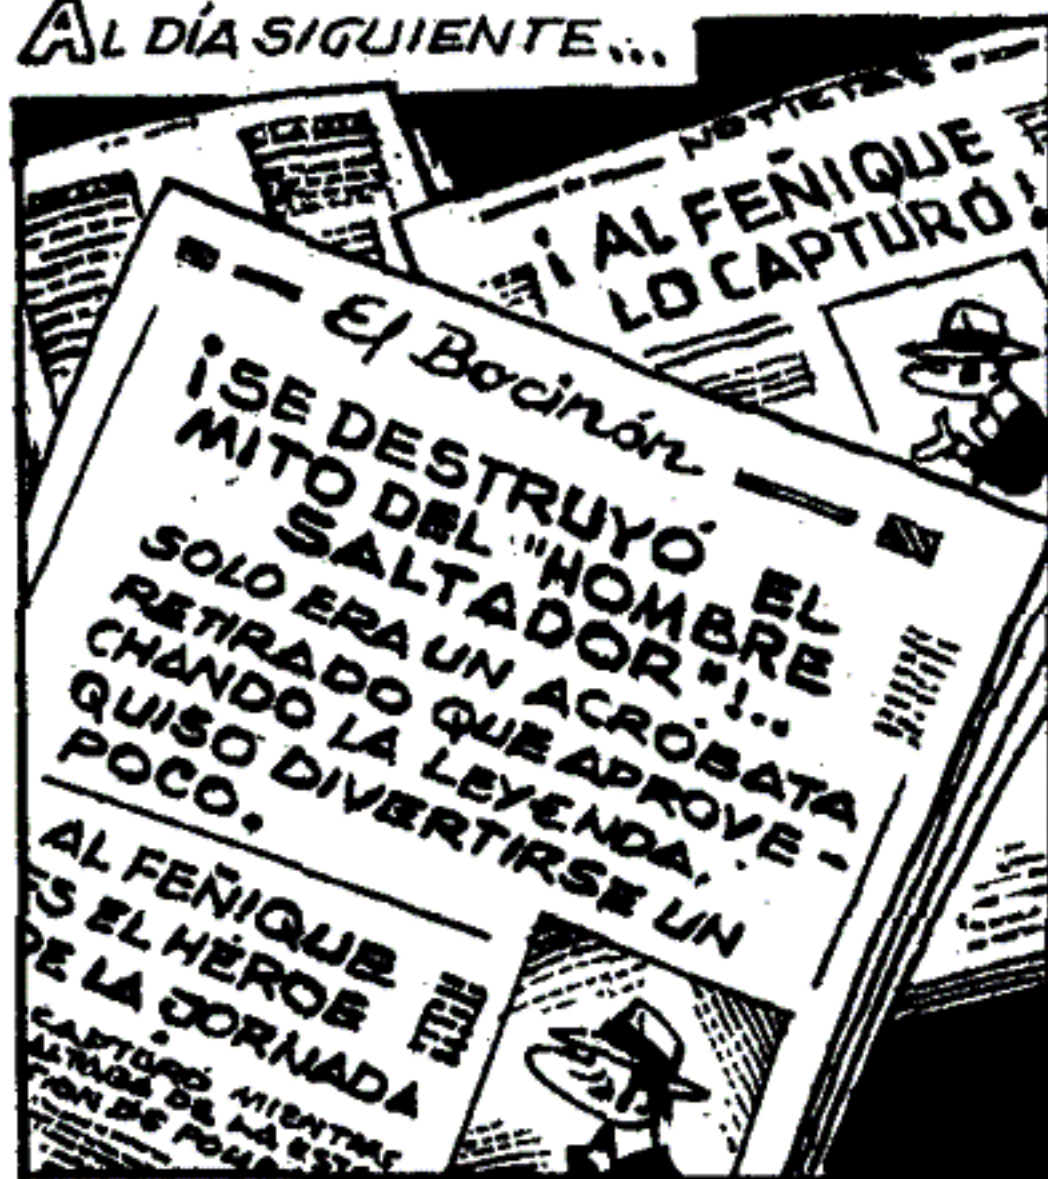 AL DÍA SIGUIENTE...
¡AL FEÑIQUE
LO CAPTURÓ!
El Bocinón
¡SE DESTRUYÓ EL
MITO DEL "HOMBRE
SALTADOR"!..
SOLO ERA UN ACRÓBATA
RETIRADO QUE APROVE-
CHANDO LA LEYENDA,
QUISO DIVERTIRSE UN
POCO.
AL FEÑIQUE
ES EL HÉROE
DE LA JORNADA
CAPTURÓ MIENTRAS
DE LA